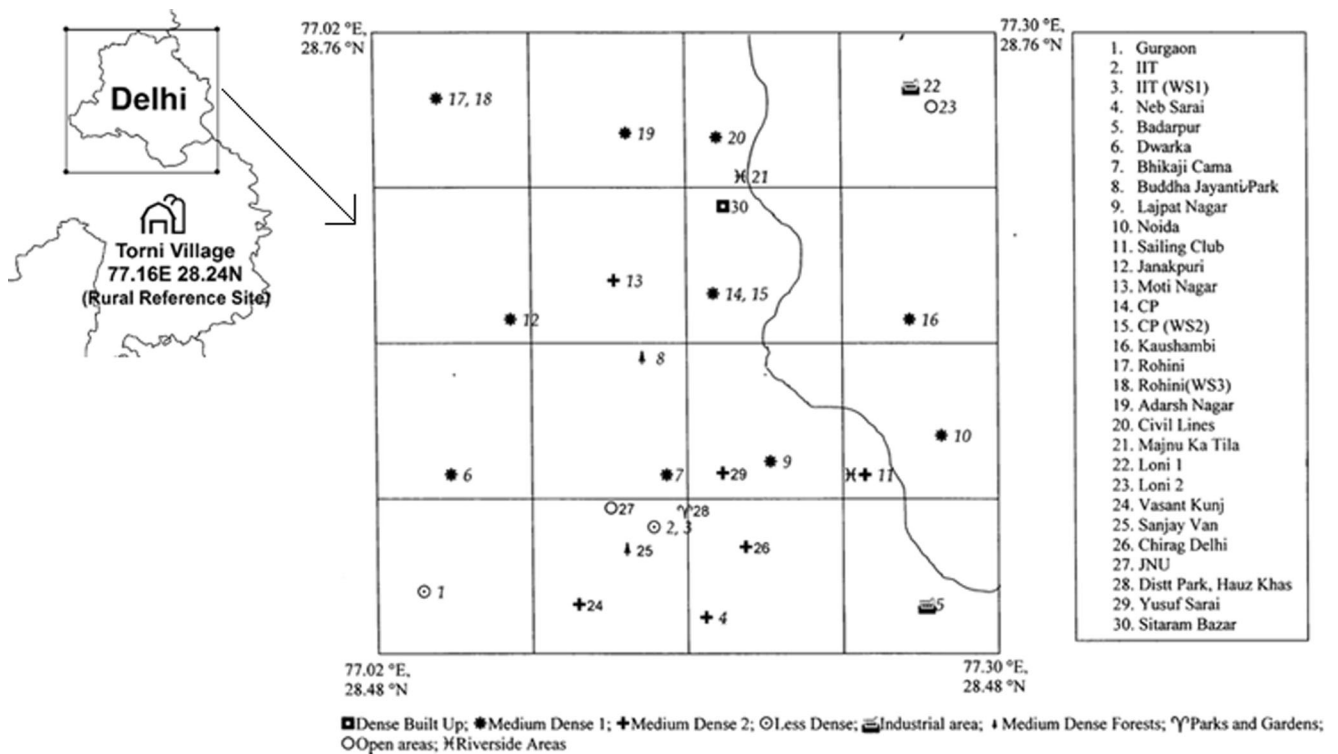 Delhi
Torni Village
77.16E 28.24N
(Rural Reference Site)
77.02 °E,
28.76 °N
77.30 °E,
28.76 °N
17, 18
19
20
21
22
23
30
13
14, 15
12
16
8
10
6
7
29
9
11
27
28
2, 3
25
26
1
24
4
5
77.02 °E,
28.48 °N
77.30 °E,
28.48 °N
1. Gurgaon
2. IIT
3. IIT (WS1)
4. Neb Sarai
5. Badarpur
6. Dwarka
7. Bhikaji Cama
8. Buddha Jayanti Park
9. Lajpat Nagar
10. Noida
11. Sailing Club
12. Janakpuri
13. Moti Nagar
14. CP
15. CP (WS2)
16. Kaushambi
17. Rohini
18. Rohini(WS3)
19. Adarsh Nagar
20. Civil Lines
21. Majnu Ka Tila
22. Loni 1
23. Loni 2
24. Vasant Kunj
25. Sanjay Van
26. Chirag Delhi
27. JNU
28. Distt Park, Hauz Khas
29. Yusuf Sarai
30. Sitaram Bazar
Dense Built Up; Medium Dense 1; Medium Dense 2; Less Dense; Industrial area; Medium Dense Forests; Parks and Gardens;
Open areas; Riverside Areas